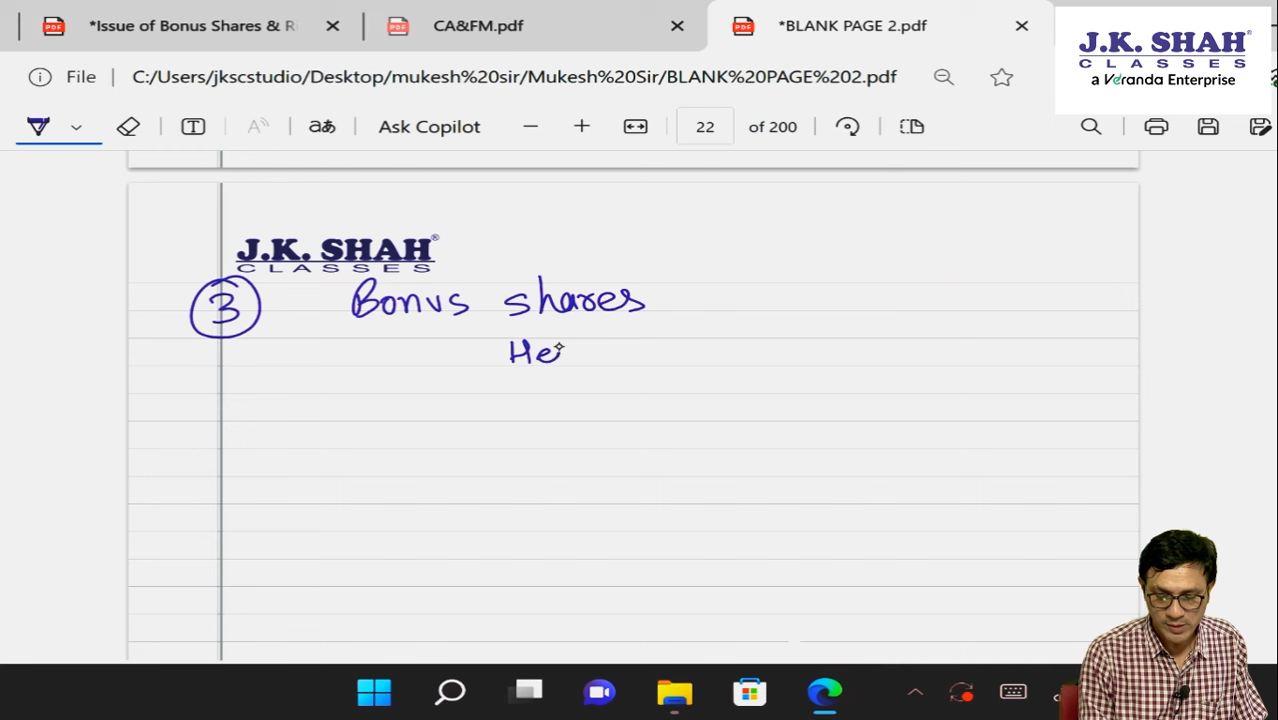 *Issue of Bonus Shares & Ri
CA&FM.pdf
*BLANK PAGE 2.pdf
J.K. SHAH®
CLASSES
a Veranda Enterprise
File
C:/Users/jkscstudio/Desktop/mukesh%20sir/Mukesh%20Sir/BLANK%20PAGE%202.pdf
Ask Copilot
22 of 200
J.K. SHAH®
CLASSES
3 Bonus shares
He